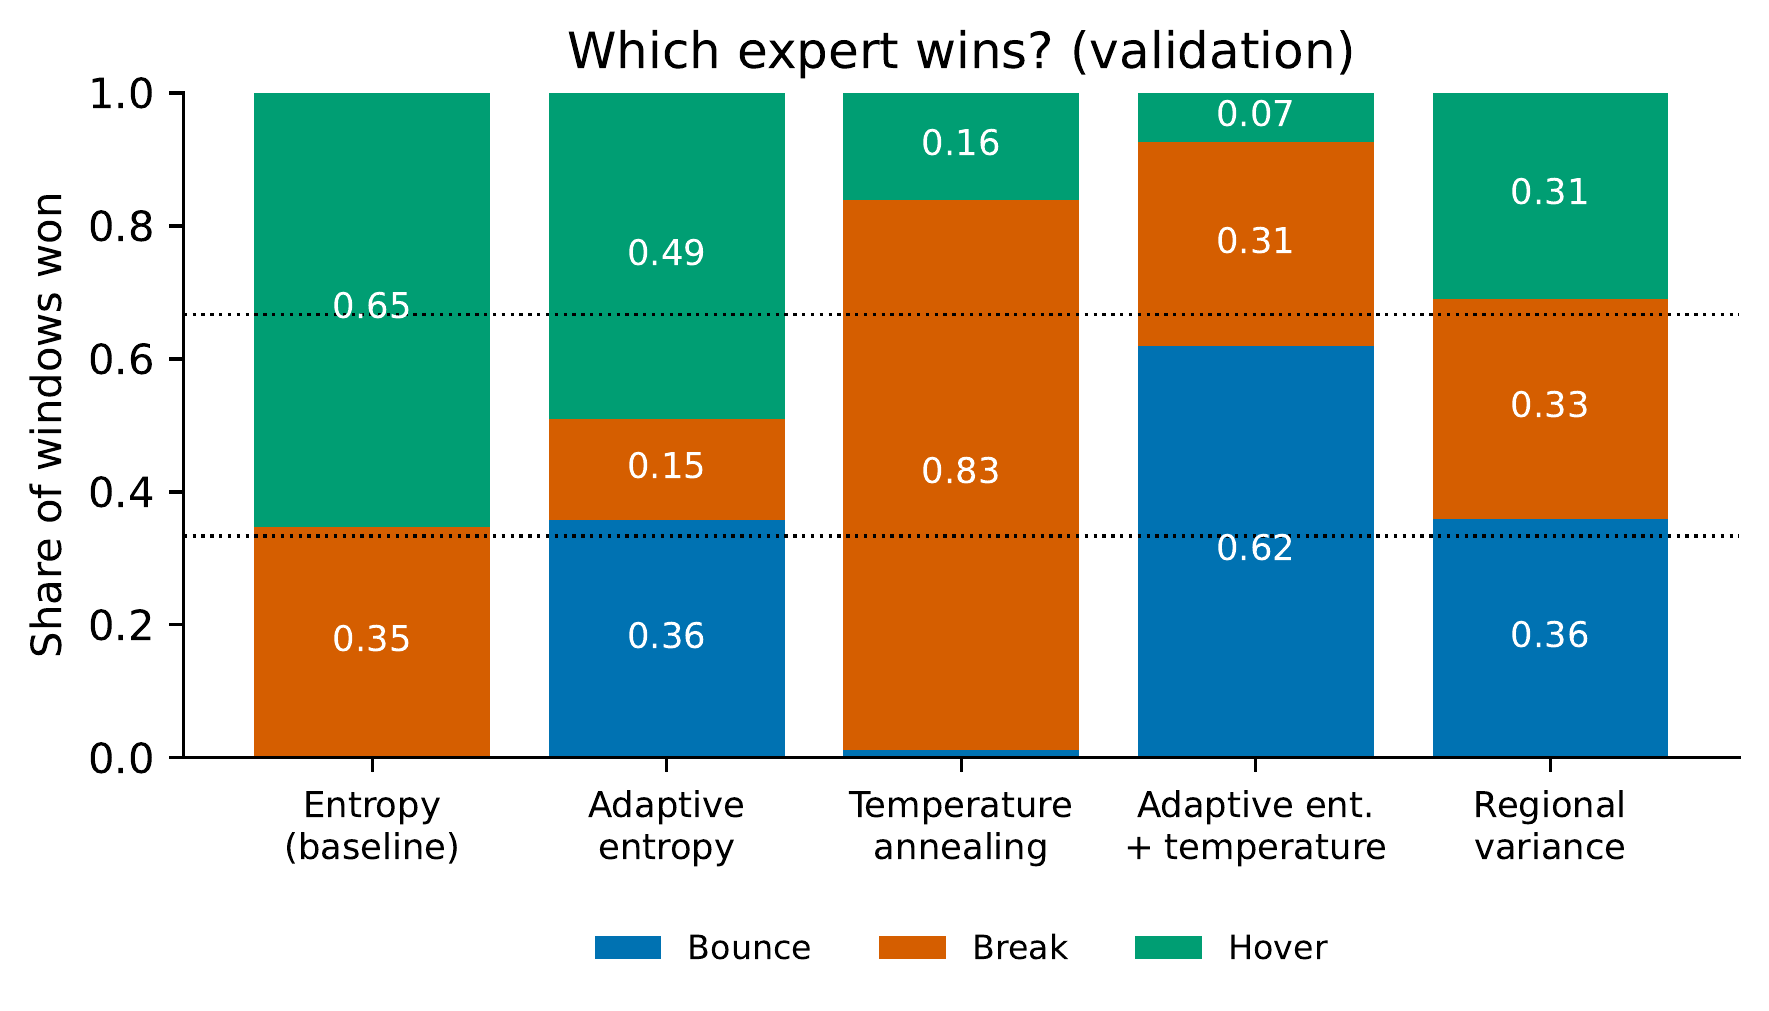 Which expert wins? (validation)
Share of windows won
1.0
0.8
0.6
0.4
0.2
0.0
0.65
0.35
0.49
0.15
0.36
0.16
0.83
0.07
0.31
0.62
0.31
0.33
0.36
Entropy
(baseline)
Adaptive
entropy
Temperature
annealing
Adaptive ent.
+ temperature
Regional
variance
Bounce
Break
Hover